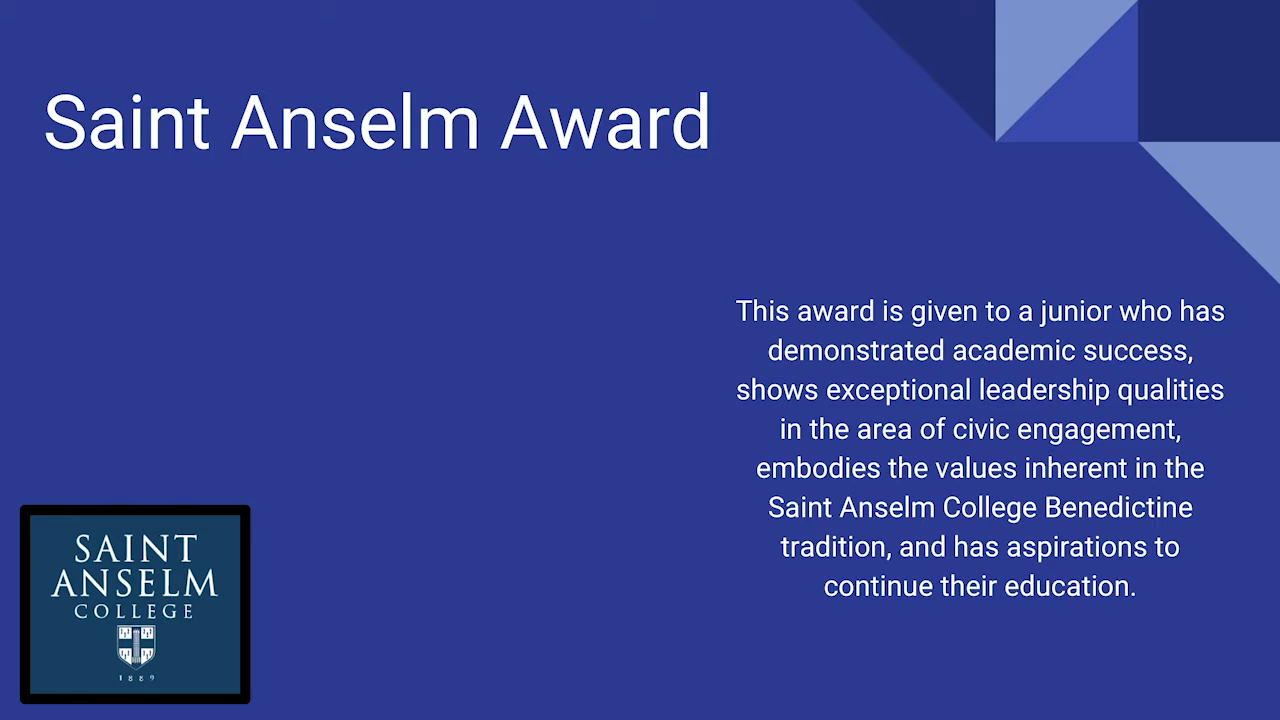 Saint Anselm Award
This award is given to a junior who has
demonstrated academic success,
shows exceptional leadership qualities
in the area of civic engagement,
embodies the values inherent in the
Saint Anselm College Benedictine
tradition, and has aspirations to
continue their education.
SAINT
ANSELM
COLLEGE
1889